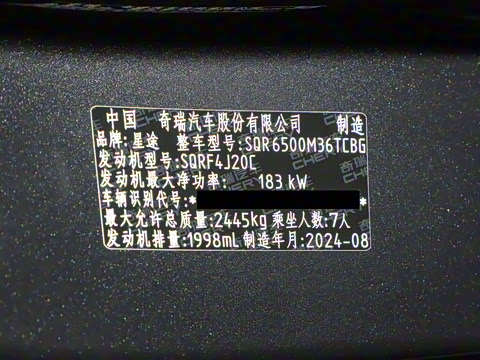 中国 奇瑞汽车股份有限公司 制造
品牌:星途 整车型号:SQR6500M36TCBG
发动机型号:SQRF4J20C
发动机最大净功率: 183 kW
车辆识别代号:* *
最大允许总质量:2445kg 乘坐人数:7人
发动机排量:1998mL 制造年月:2024-08